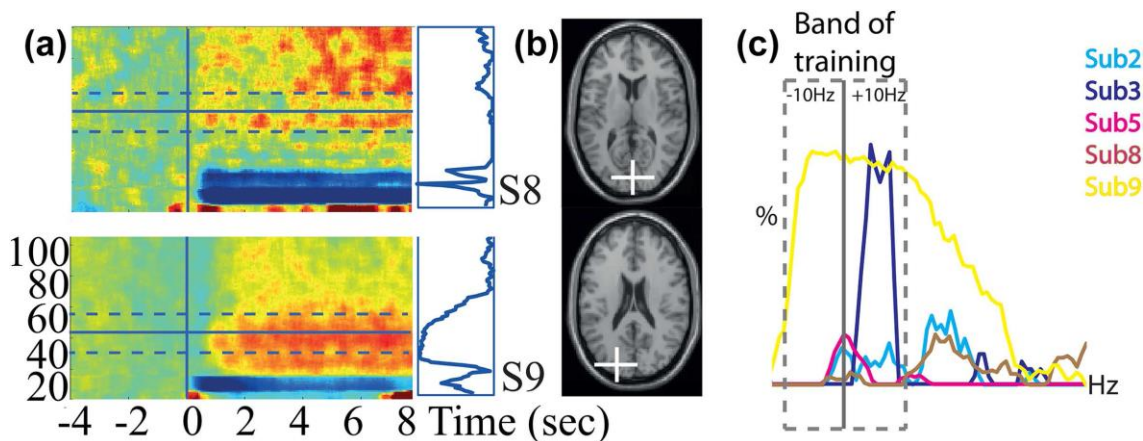 (a)
S8
100
80
60
40
20
S9
-4 -2 0 2 4 6 8 Time (sec)
(b)
(c)
Band of
training
-10Hz +10Hz
%
Hz
Sub2
Sub3
Sub5
Sub8
Sub9